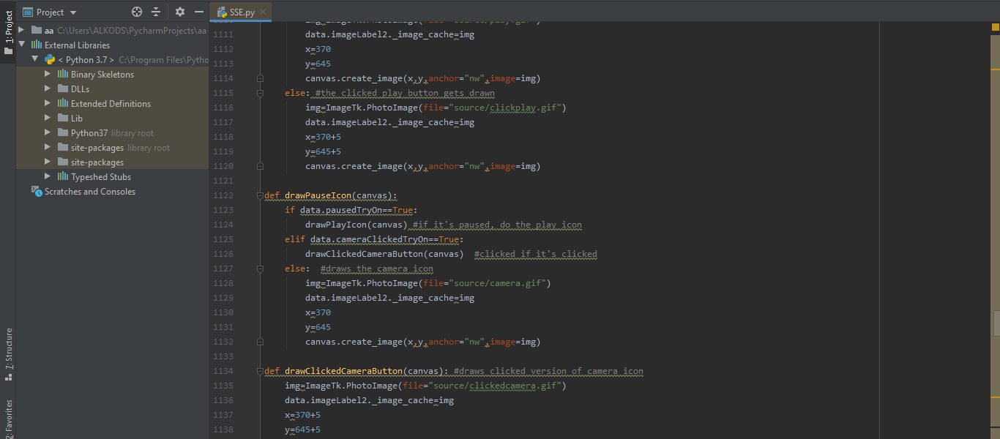 1: Project
Project
SSE.py
aa C:\Users\ALKODS\PycharmProjects\aa
External Libraries
< Python 3.7 > C:\Program Files\Pytho
Binary Skeletons
DLLs
Extended Definitions
Lib
Python37 library root
site-packages library root
site-packages
Typeshed Stubs
Scratches and Consoles
7: Structure
2: Favorites
img=ImageTk.PhotoImage(file="source/play.gif")
1111 data.imageLabel2._image_cache=img
1112 x=370
1113 y=645
1114 canvas.create_image(x,y,anchor="nw",image=img)
1115 else: #the clicked play button gets drawn
1116 img=ImageTk.PhotoImage(file="source/clickplay.gif")
1117 data.imageLabel2._image_cache=img
1118 x=370+5
1119 y=645+5
1120 canvas.create_image(x,y,anchor="nw",image=img)
1121
1122 def drawPauseIcon(canvas):
1123 if data.pausedTryOn==True:
1124 drawPlayIcon(canvas) #if it's paused, do the play icon
1125 elif data.cameraClickedTryOn==True:
1126 drawClickedCameraButton(canvas) #clicked if it's clicked
1127 else: #draws the camera icon
1128 img=ImageTk.PhotoImage(file="source/camera.gif")
1129 data.imageLabel2._image_cache=img
1130 x=370
1131 y=645
1132 canvas.create_image(x,y,anchor="nw",image=img)
1133
1134 def drawClickedCameraButton(canvas): #draws clicked version of camera icon
1135 img=ImageTk.PhotoImage(file="source/clickedcamera.gif")
1136 data.imageLabel2._image_cache=img
1137 x=370+5
1138 y=645+5